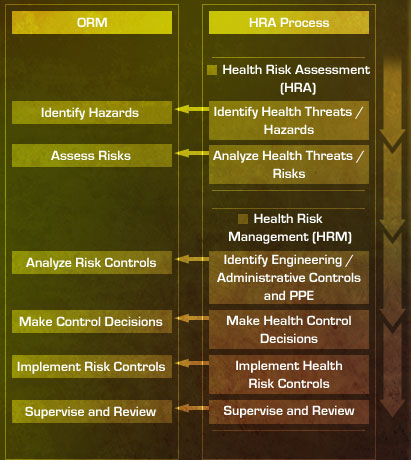 ORM
HRA Process
Health Risk Assessment
(HRA)
Identify Hazards
Identify Health Threats /
Hazards
Assess Risks
Analyze Health Threats /
Risks
Health Risk
Management (HRM)
Analyze Risk Controls
Identify Engineering /
Administrative Controls
and PPE
Make Control Decisions
Make Health Control
Decisions
Implement Risk Controls
Implement Health
Risk Controls
Supervise and Review
Supervise and Review